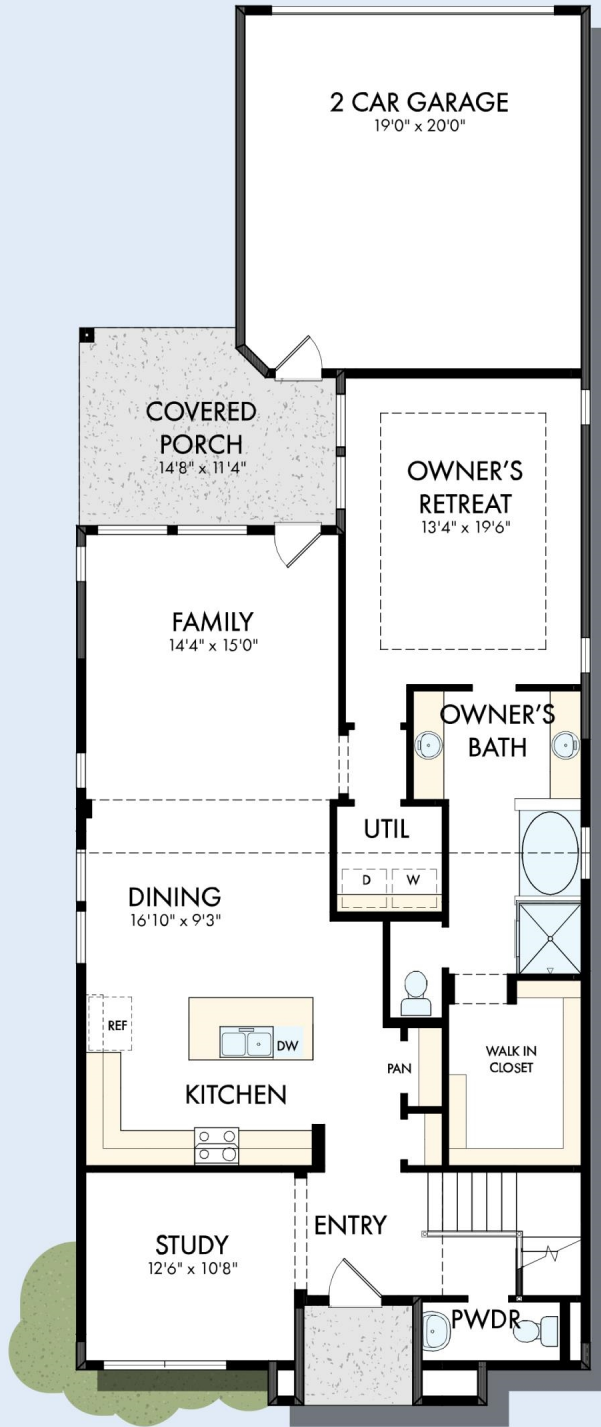 2 CAR GARAGE
19'0" x 20'0"
COVERED
PORCH
14'8" x 11'4"
OWNER'S
RETREAT
13'4" x 19'6"
FAMILY
14'4" x 15'0"
OWNER'S
BATH
UTIL
D W
DINING
16'10" x 9'3"
REF
DW
KITCHEN
PAN
WALK IN
CLOSET
STUDY
12'6" x 10'8"
ENTRY
PWDR